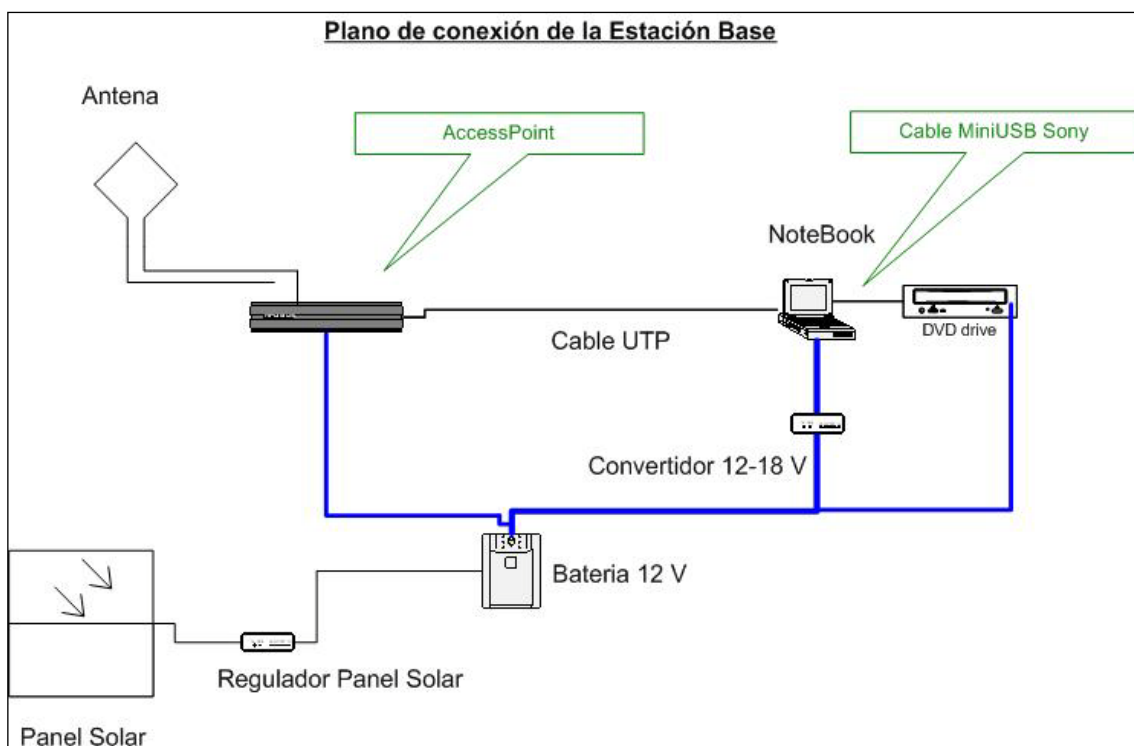 Plano de conexión de la Estación Base
Antena
AccessPoint
Cable MiniUSB Sony
NoteBook
Cable UTP
DVD drive
Convertidor 12-18 V
Bateria 12 V
Regulador Panel Solar
Panel Solar